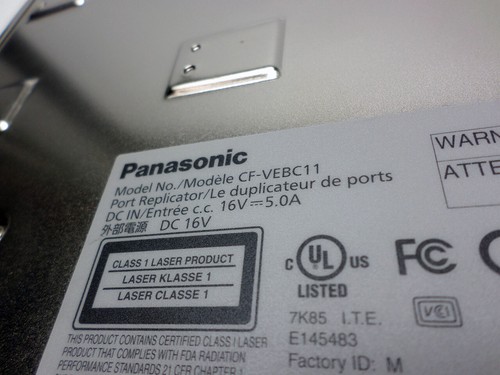 Panasonic
Model No./Modèle CF-VEBC11
Port Replicator/Le duplicateur de ports
DC IN/Entrée c.c. 16V⎓5.0A
外部電源 DC 16V
CLASS 1 LASER PRODUCT
LASER KLASSE 1
LASER CLASSE 1
THIS PRODUCT CONTAINS CERTIFIED CLASS I LASER
PRODUCT THAT COMPLIES WITH FDA RADIATION
PERFORMANCE STANDARDS 21 CFR CHAPTER 1
C UL US
LISTED
7K85 I.T.E.
E145483
Factory ID: M
FC
VCI
WARN
ATTE